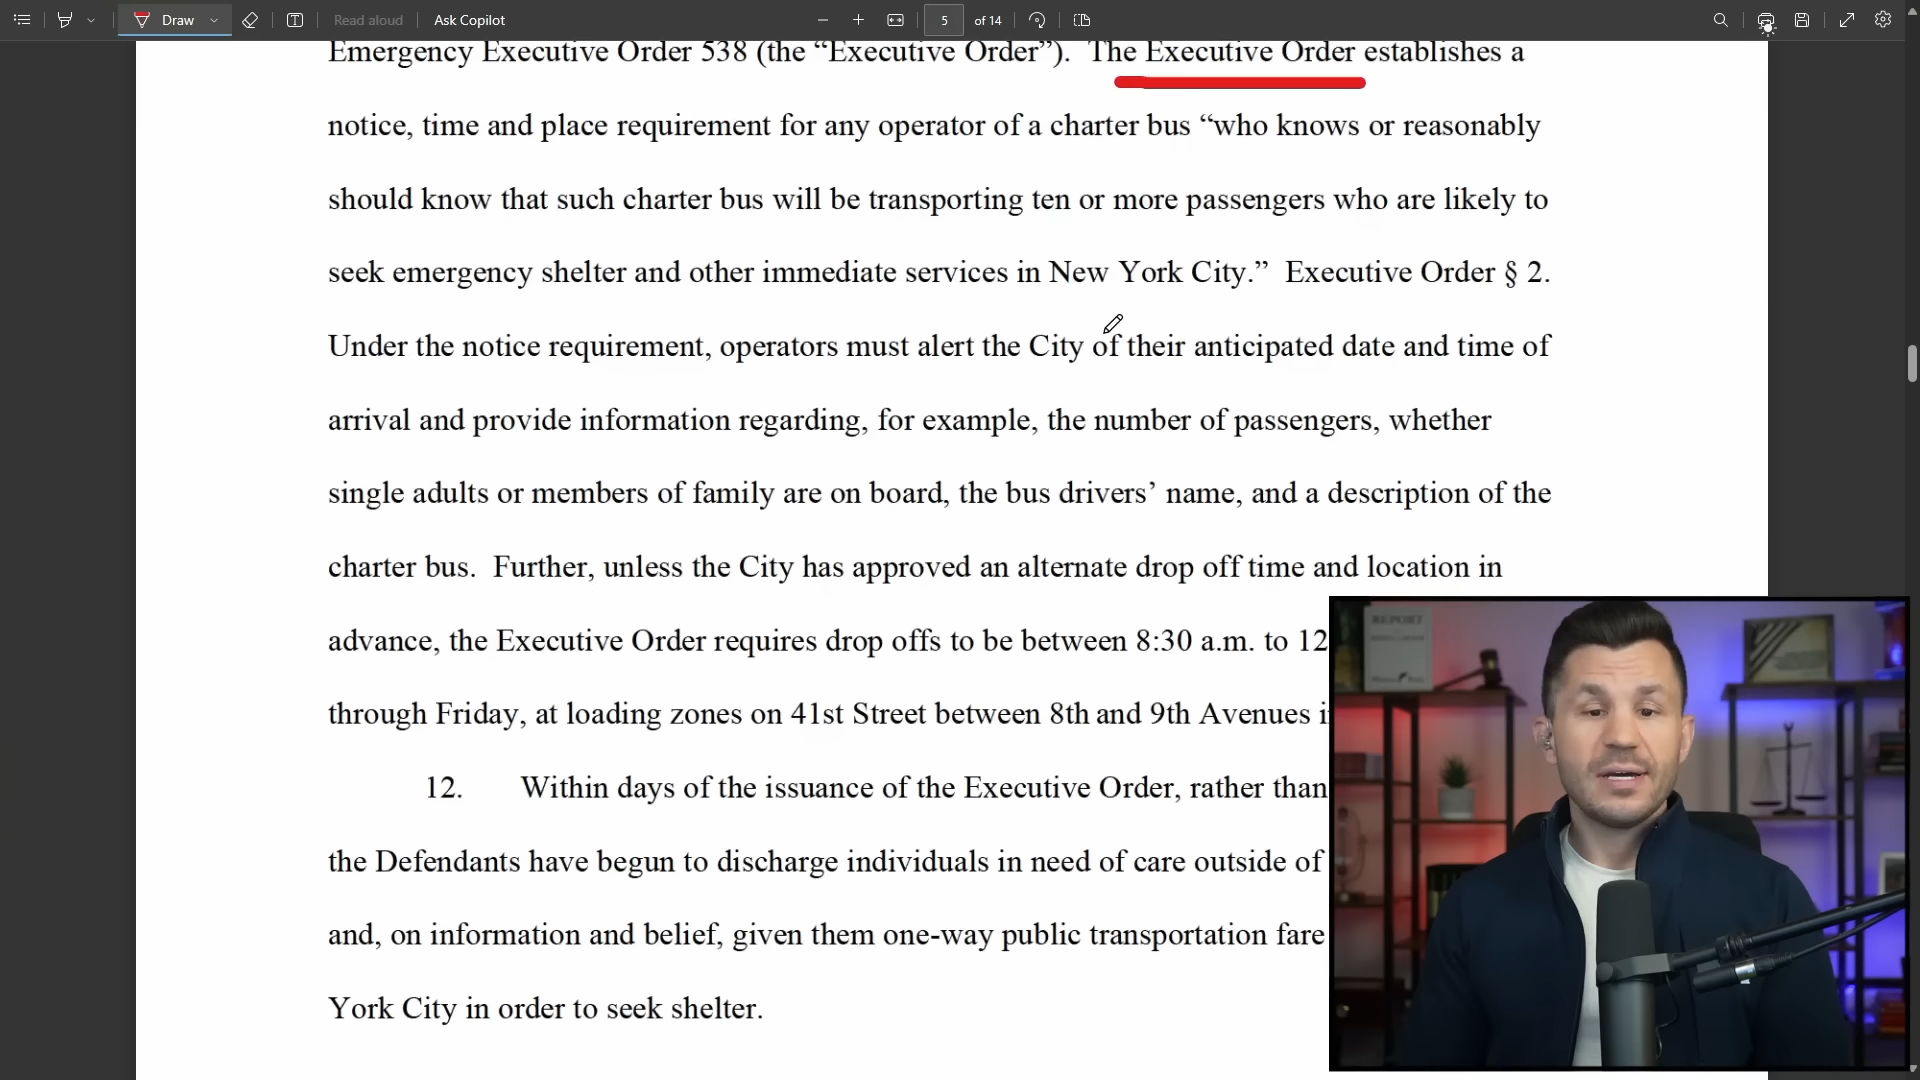 Draw
Read aloud
Ask Copilot
5
of 14
Emergency Executive Order 538 (the “Executive Order”).  The Executive Order establishes a
notice, time and place requirement for any operator of a charter bus “who knows or reasonably
should know that such charter bus will be transporting ten or more passengers who are likely to
seek emergency shelter and other immediate services in New York City.”  Executive Order § 2.
Under the notice requirement, operators must alert the City of their anticipated date and time of
arrival and provide information regarding, for example, the number of passengers, whether
single adults or members of family are on board, the bus drivers’ name, and a description of the
charter bus.  Further, unless the City has approved an alternate drop off time and location in
advance, the Executive Order requires drop offs to be between 8:30 a.m. to 12
through Friday, at loading zones on 41st Street between 8th and 9th Avenues
12. Within days of the issuance of the Executive Order, rather than
the Defendants have begun to discharge individuals in need of care outside of
and, on information and belief, given them one-way public transportation fare
York City in order to seek shelter.
REPORT